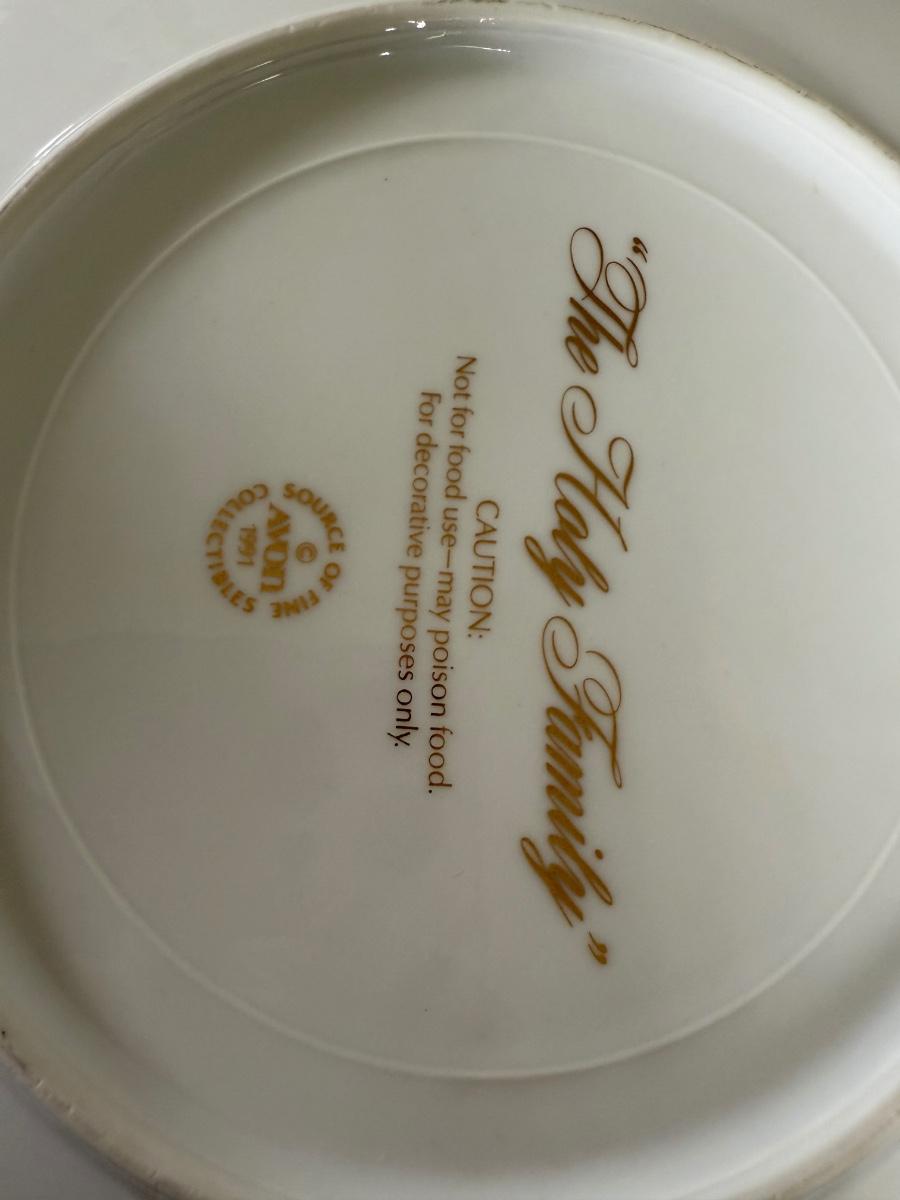 “The Holy Family”
CAUTION:
Not for food use—may poison food.
For decorative purposes only.
SOURCE OF FINE
©
AVON
1991
COLLECTIBLES